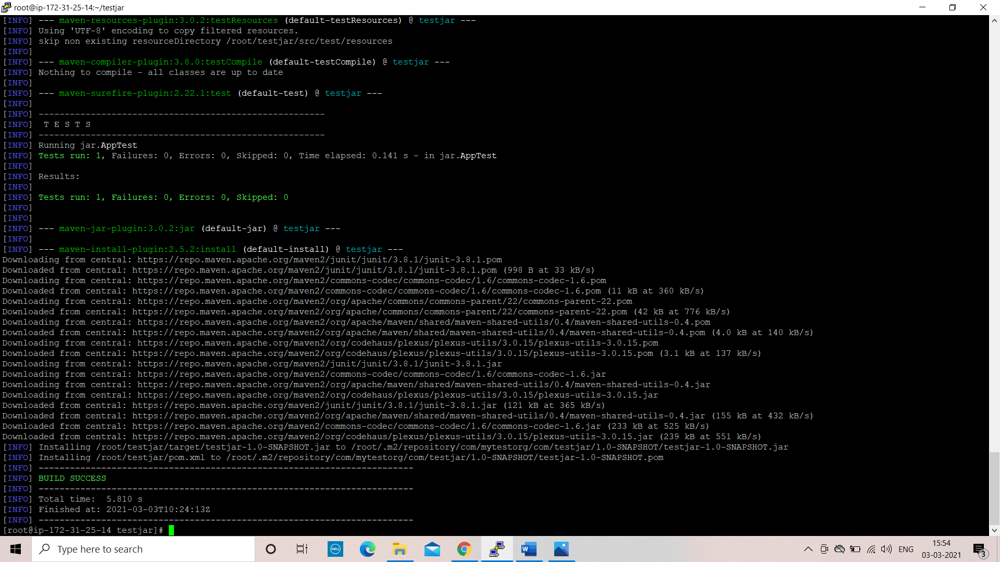 root@ip-172-31-25-14:~/testjar
[INFO] --- maven-resources-plugin:3.0.2:testResources (default-testResources) @ testjar ---
[INFO] Using 'UTF-8' encoding to copy filtered resources.
[INFO] skip non existing resourceDirectory /root/testjar/src/test/resources
[INFO]
[INFO] --- maven-compiler-plugin:3.8.0:testCompile (default-testCompile) @ testjar ---
[INFO] Nothing to compile - all classes are up to date
[INFO]
[INFO] --- maven-surefire-plugin:2.22.1:test (default-test) @ testjar ---
[INFO]
[INFO] -------------------------------------------------------
[INFO]  T E S T S
[INFO] -------------------------------------------------------
[INFO] Running jar.AppTest
[INFO] Tests run: 1, Failures: 0, Errors: 0, Skipped: 0, Time elapsed: 0.141 s - in jar.AppTest
[INFO]
[INFO] Results:
[INFO]
[INFO] Tests run: 1, Failures: 0, Errors: 0, Skipped: 0
[INFO]
[INFO]
[INFO] --- maven-jar-plugin:3.0.2:jar (default-jar) @ testjar ---
[INFO]
[INFO] --- maven-install-plugin:2.5.2:install (default-install) @ testjar ---
Downloading from central: https://repo.maven.apache.org/maven2/junit/junit/3.8.1/junit-3.8.1.pom
Downloaded from central: https://repo.maven.apache.org/maven2/junit/junit/3.8.1/junit-3.8.1.pom (998 B at 33 kB/s)
Downloading from central: https://repo.maven.apache.org/maven2/commons-codec/commons-codec/1.6/commons-codec-1.6.pom
Downloaded from central: https://repo.maven.apache.org/maven2/commons-codec/commons-codec/1.6/commons-codec-1.6.pom (11 kB at 360 kB/s)
Downloading from central: https://repo.maven.apache.org/maven2/org/apache/commons/commons-parent/22/commons-parent-22.pom
Downloaded from central: https://repo.maven.apache.org/maven2/org/apache/commons/commons-parent/22/commons-parent-22.pom (42 kB at 776 kB/s)
Downloading from central: https://repo.maven.apache.org/maven2/org/apache/maven/shared/maven-shared-utils/0.4/maven-shared-utils-0.4.pom
Downloaded from central: https://repo.maven.apache.org/maven2/org/apache/maven/shared/maven-shared-utils/0.4/maven-shared-utils-0.4.pom (4.0 kB at 140 kB/s)
Downloading from central: https://repo.maven.apache.org/maven2/org/codehaus/plexus/plexus-utils/3.0.15/plexus-utils-3.0.15.pom
Downloaded from central: https://repo.maven.apache.org/maven2/org/codehaus/plexus/plexus-utils/3.0.15/plexus-utils-3.0.15.pom (3.1 kB at 137 kB/s)
Downloading from central: https://repo.maven.apache.org/maven2/junit/junit/3.8.1/junit-3.8.1.jar
Downloading from central: https://repo.maven.apache.org/maven2/commons-codec/commons-codec/1.6/commons-codec-1.6.jar
Downloading from central: https://repo.maven.apache.org/maven2/org/apache/maven/shared/maven-shared-utils/0.4/maven-shared-utils-0.4.jar
Downloading from central: https://repo.maven.apache.org/maven2/org/codehaus/plexus/plexus-utils/3.0.15/plexus-utils-3.0.15.jar
Downloaded from central: https://repo.maven.apache.org/maven2/junit/junit/3.8.1/junit-3.8.1.jar (121 kB at 365 kB/s)
Downloaded from central: https://repo.maven.apache.org/maven2/org/apache/maven/shared/maven-shared-utils/0.4/maven-shared-utils-0.4.jar (155 kB at 432 kB/s)
Downloaded from central: https://repo.maven.apache.org/maven2/commons-codec/commons-codec/1.6/commons-codec-1.6.jar (233 kB at 525 kB/s)
Downloaded from central: https://repo.maven.apache.org/maven2/org/codehaus/plexus/plexus-utils/3.0.15/plexus-utils-3.0.15.jar (239 kB at 551 kB/s)
[INFO] Installing /root/testjar/target/testjar-1.0-SNAPSHOT.jar to /root/.m2/repository/com/mytestorg/com/testjar/1.0-SNAPSHOT/testjar-1.0-SNAPSHOT.jar
[INFO] Installing /root/testjar/pom.xml to /root/.m2/repository/com/mytestorg/com/testjar/1.0-SNAPSHOT/testjar-1.0-SNAPSHOT.pom
[INFO] ------------------------------------------------------------------------
[INFO] BUILD SUCCESS
[INFO] ------------------------------------------------------------------------
[INFO] Total time:  5.810 s
[INFO] Finished at: 2021-03-03T10:24:13Z
[INFO] ------------------------------------------------------------------------
[root@ip-172-31-25-14 testjar]#
Type here to search
DELL
W
ENG
15:54
03-03-2021
3